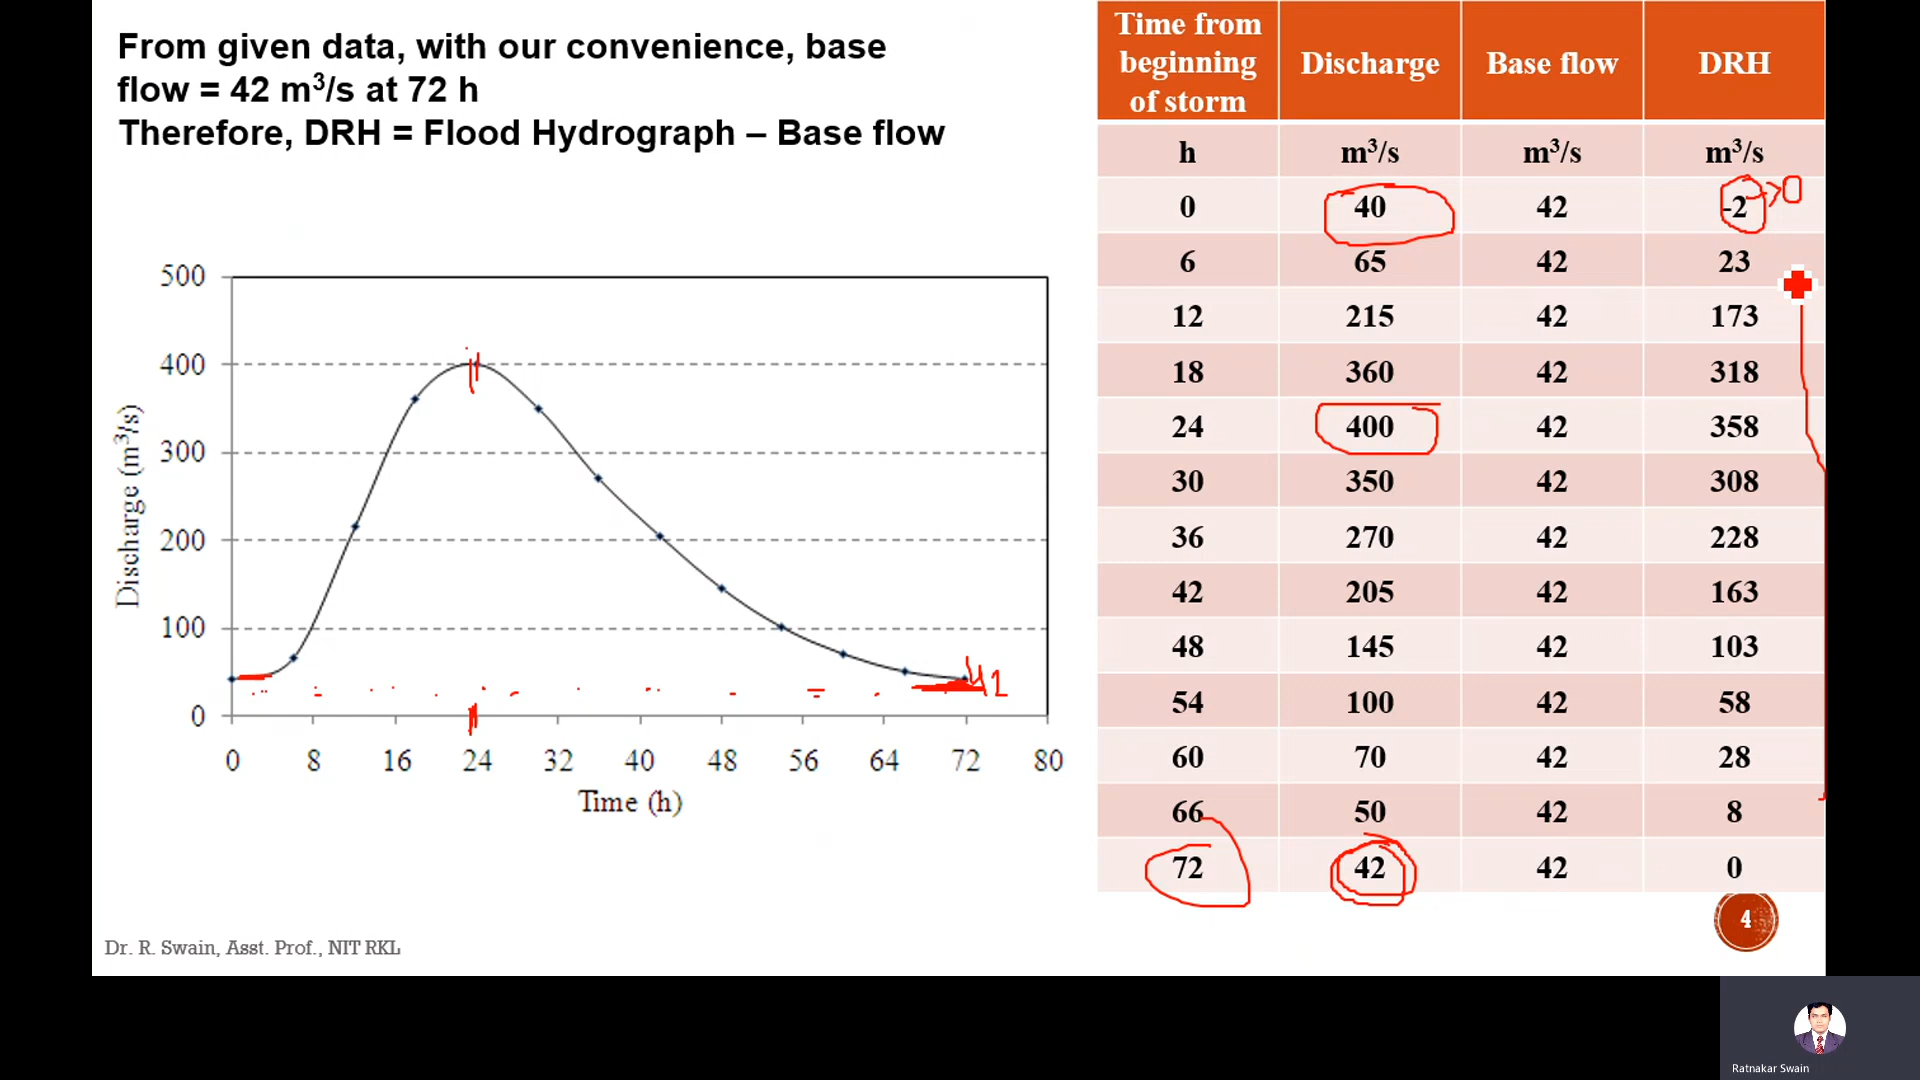 From given data, with our convenience, base
flow = 42 m³/s at 72 h
Therefore, DRH = Flood Hydrograph – Base flow
500
400
300
200
100
0
Discharge (m³/s)
0 8 16 24 32 40 48 56 64 72 80
Time (h)
42
Time from beginning of storm Discharge Base flow DRH
h m³/s m³/s m³/s
0 40 42 -2 → 0
6 65 42 23
12 215 42 173
18 360 42 318
24 400 42 358
30 350 42 308
36 270 42 228
42 205 42 163
48 145 42 103
54 100 42 58
60 70 42 28
66 50 42 8
72 42 42 0
4
Dr. R. Swain, Asst. Prof., NIT RKL
Ratnakar Swain